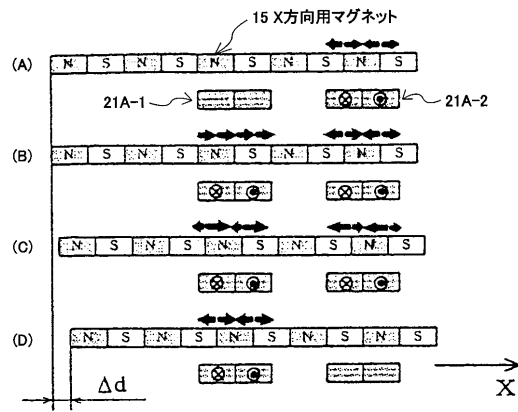 15 X方向用マグネット
(A)
N S N S N S N S N S
21A-1
21A-2
(B)
N S N S N S N S N S
(C)
N S N S N S N S N S
(D)
N S N S N S N S N S
Δd
X